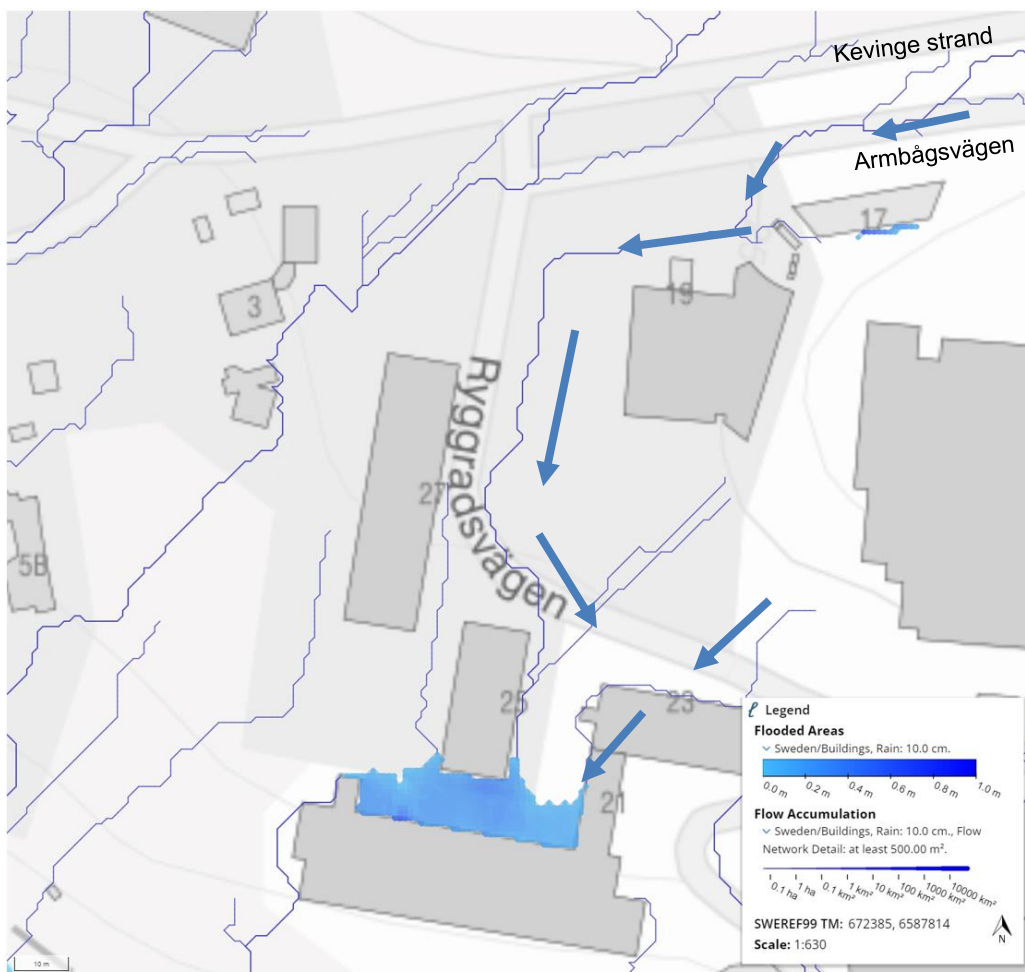 Kevinge strand
Armbågsvägen
17
19
3
Ryggradsvägen
27
5B
25
23
21
Legend
Flooded Areas
Sweden/Buildings, Rain: 10.0 cm.
0.0 m 0.2 m 0.4 m 0.6 m 0.8 m 1.0 m
Flow Accumulation
Sweden/Buildings, Rain: 10.0 cm., Flow
Network Detail: at least 500.00 m².
0.1 ha 1 ha 0.1 km² 1 km² 10 km² 100 km² 1000 km² 10000 km²
SWEREF99 TM: 672385, 6587814
Scale: 1:630
N
10 m